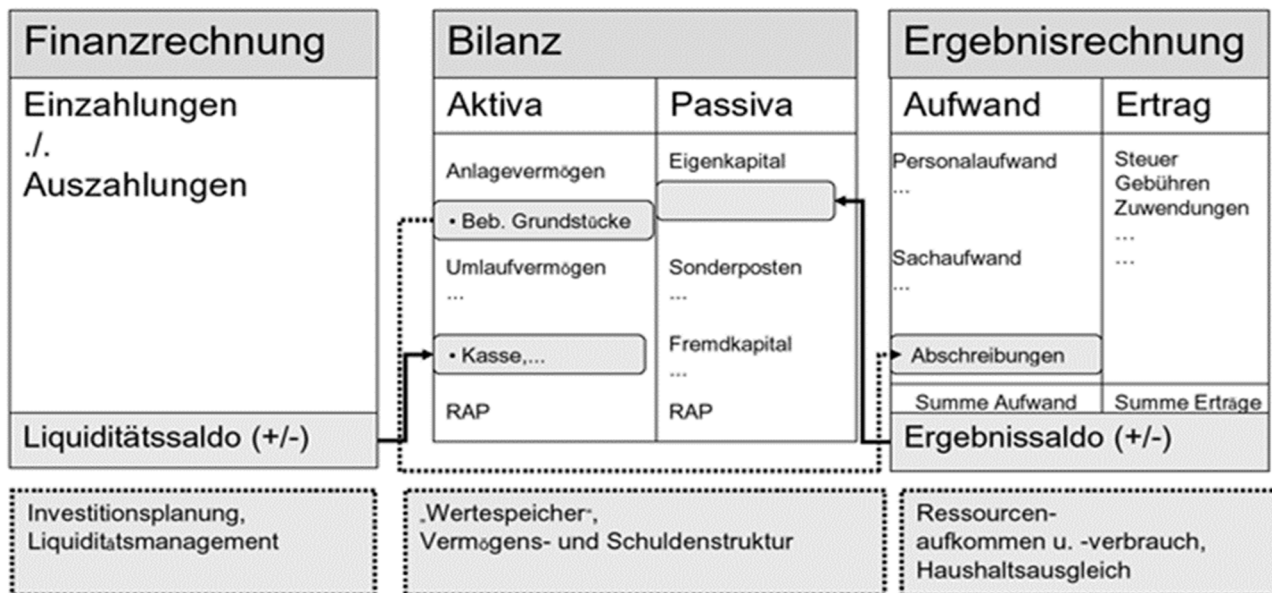 Finanzrechnung
Einzahlungen
./.
Auszahlungen
Liquiditätssaldo (+/-)
Investitionsplanung,
Liquiditätsmanagement
Bilanz
Aktiva
Anlagevermögen
• Beb. Grundstücke
Umlaufvermögen
...
• Kasse,...
RAP
Passiva
Eigenkapital
Sonderposten
...
Fremdkapital
...
RAP
„Wertespeicher“,
Vermögens- und Schuldenstruktur
Ergebnisrechnung
Aufwand
Personalaufwand
...
Sachaufwand
...
Abschreibungen
Summe Aufwand
Ertrag
Steuer
Gebühren
Zuwendungen
...
...
Summe Erträge
Ergebnissaldo (+/-)
Ressourcen-
aufkommen u. -verbrauch,
Haushaltsausgleich